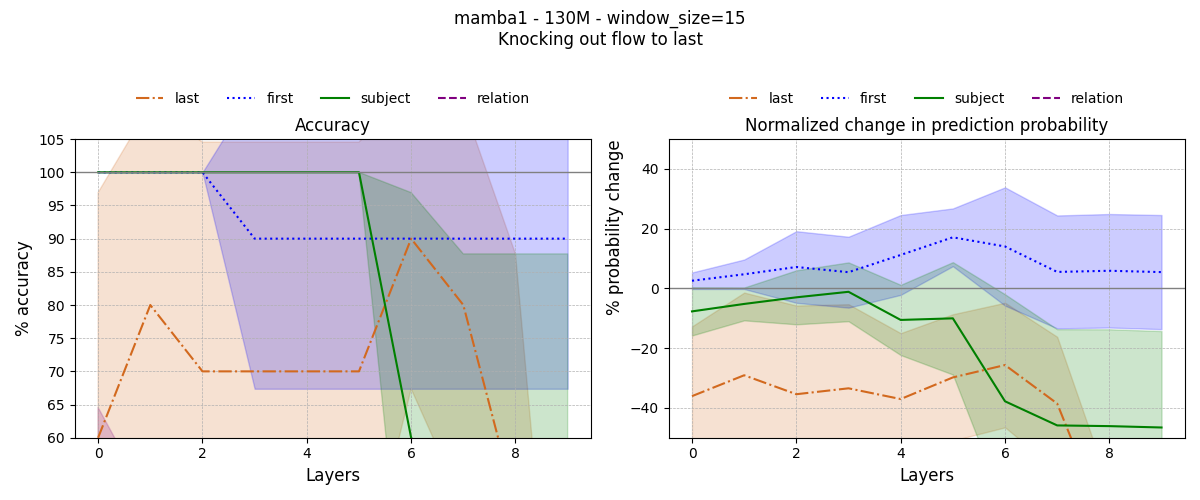 mamba1 - 130M - window_size=15
Knocking out flow to last
last first subject relation
Accuracy
% accuracy
105
100
95
90
85
80
75
70
65
60
0 2 4 6 8
Layers
last first subject relation
Normalized change in prediction probability
% probability change
40
20
0
−20
−40
0 2 4 6 8
Layers